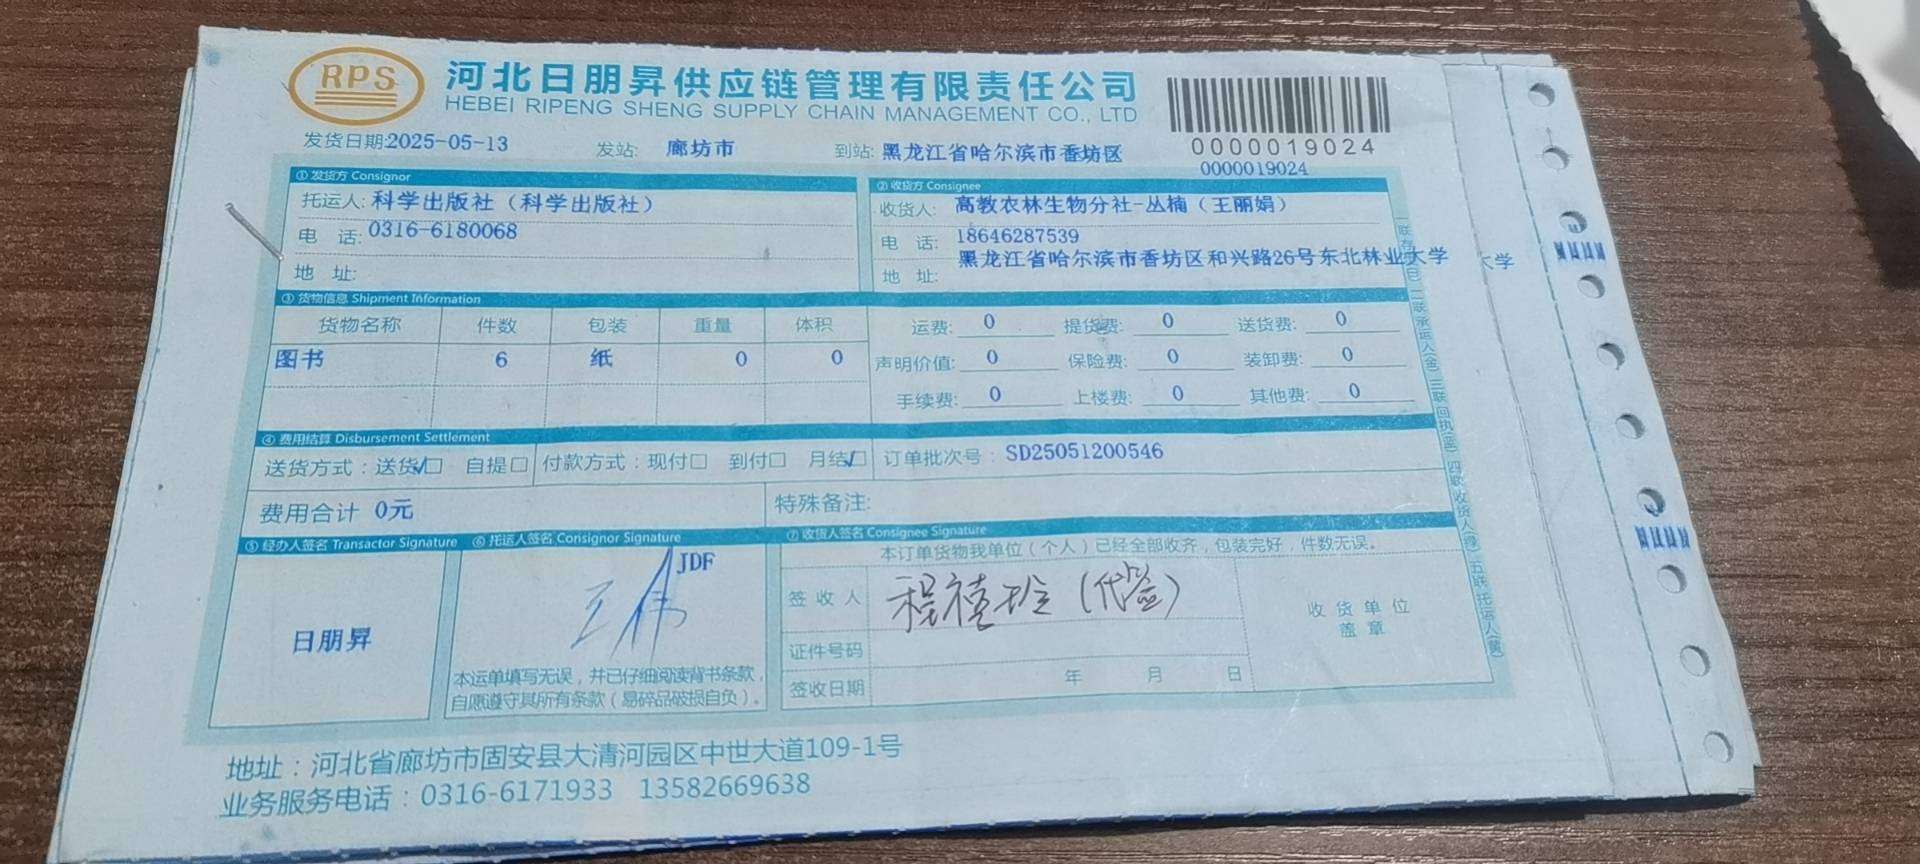 RPS
河北日朋昇供应链管理有限责任公司
HEBEI RIPENG SHENG SUPPLY CHAIN MANAGEMENT CO., LTD
0000019024
0000019024
发货日期:2025-05-13 发站: 廊坊市 到站: 黑龙江省哈尔滨市香坊区
① 发货方 Consignor
托运人: 科学出版社（科学出版社）
电 话: 0316-6180068
地 址:
② 收货方 Consignee
收货人: 高教农林生物分社-丛楠（王丽娟）
电 话: 18646287539
地 址: 黑龙江省哈尔滨市香坊区和兴路26号东北林业大学
大学
③ 货物信息 Shipment Information
货物名称 件数 包装 重量 体积
图书 6 纸 0 0
运费: 0 提货费: 0 送货费: 0
声明价值: 0 保险费: 0 装卸费: 0
手续费: 0 上楼费: 0 其他费: 0
④ 费用结算 Disbursement Settlement
送货方式：送货☑ 自提□ 付款方式：现付□ 到付□ 月结☑ 订单批次号：SD25051200546
费用合计 0元 特殊备注:
⑤ 经办人签名 Transactor Signature
日朋昇
⑥ 托运人签名 Consignor Signature
JDF
王伟
本运单填写无误，并已仔细阅读背书条款，
自愿遵守其所有条款（易碎品破损自负）。
⑦ 收货人签名 Consignee Signature
本订单货物我单位（个人）已经全部收齐，包装完好，件数无误。
签收人 程禧 (代签)
证件号码
签收日期 年 月 日
收货单位
盖章
地址：河北省廊坊市固安县大清河园区中世大道109-1号
业务服务电话：0316-6171933 13582669638